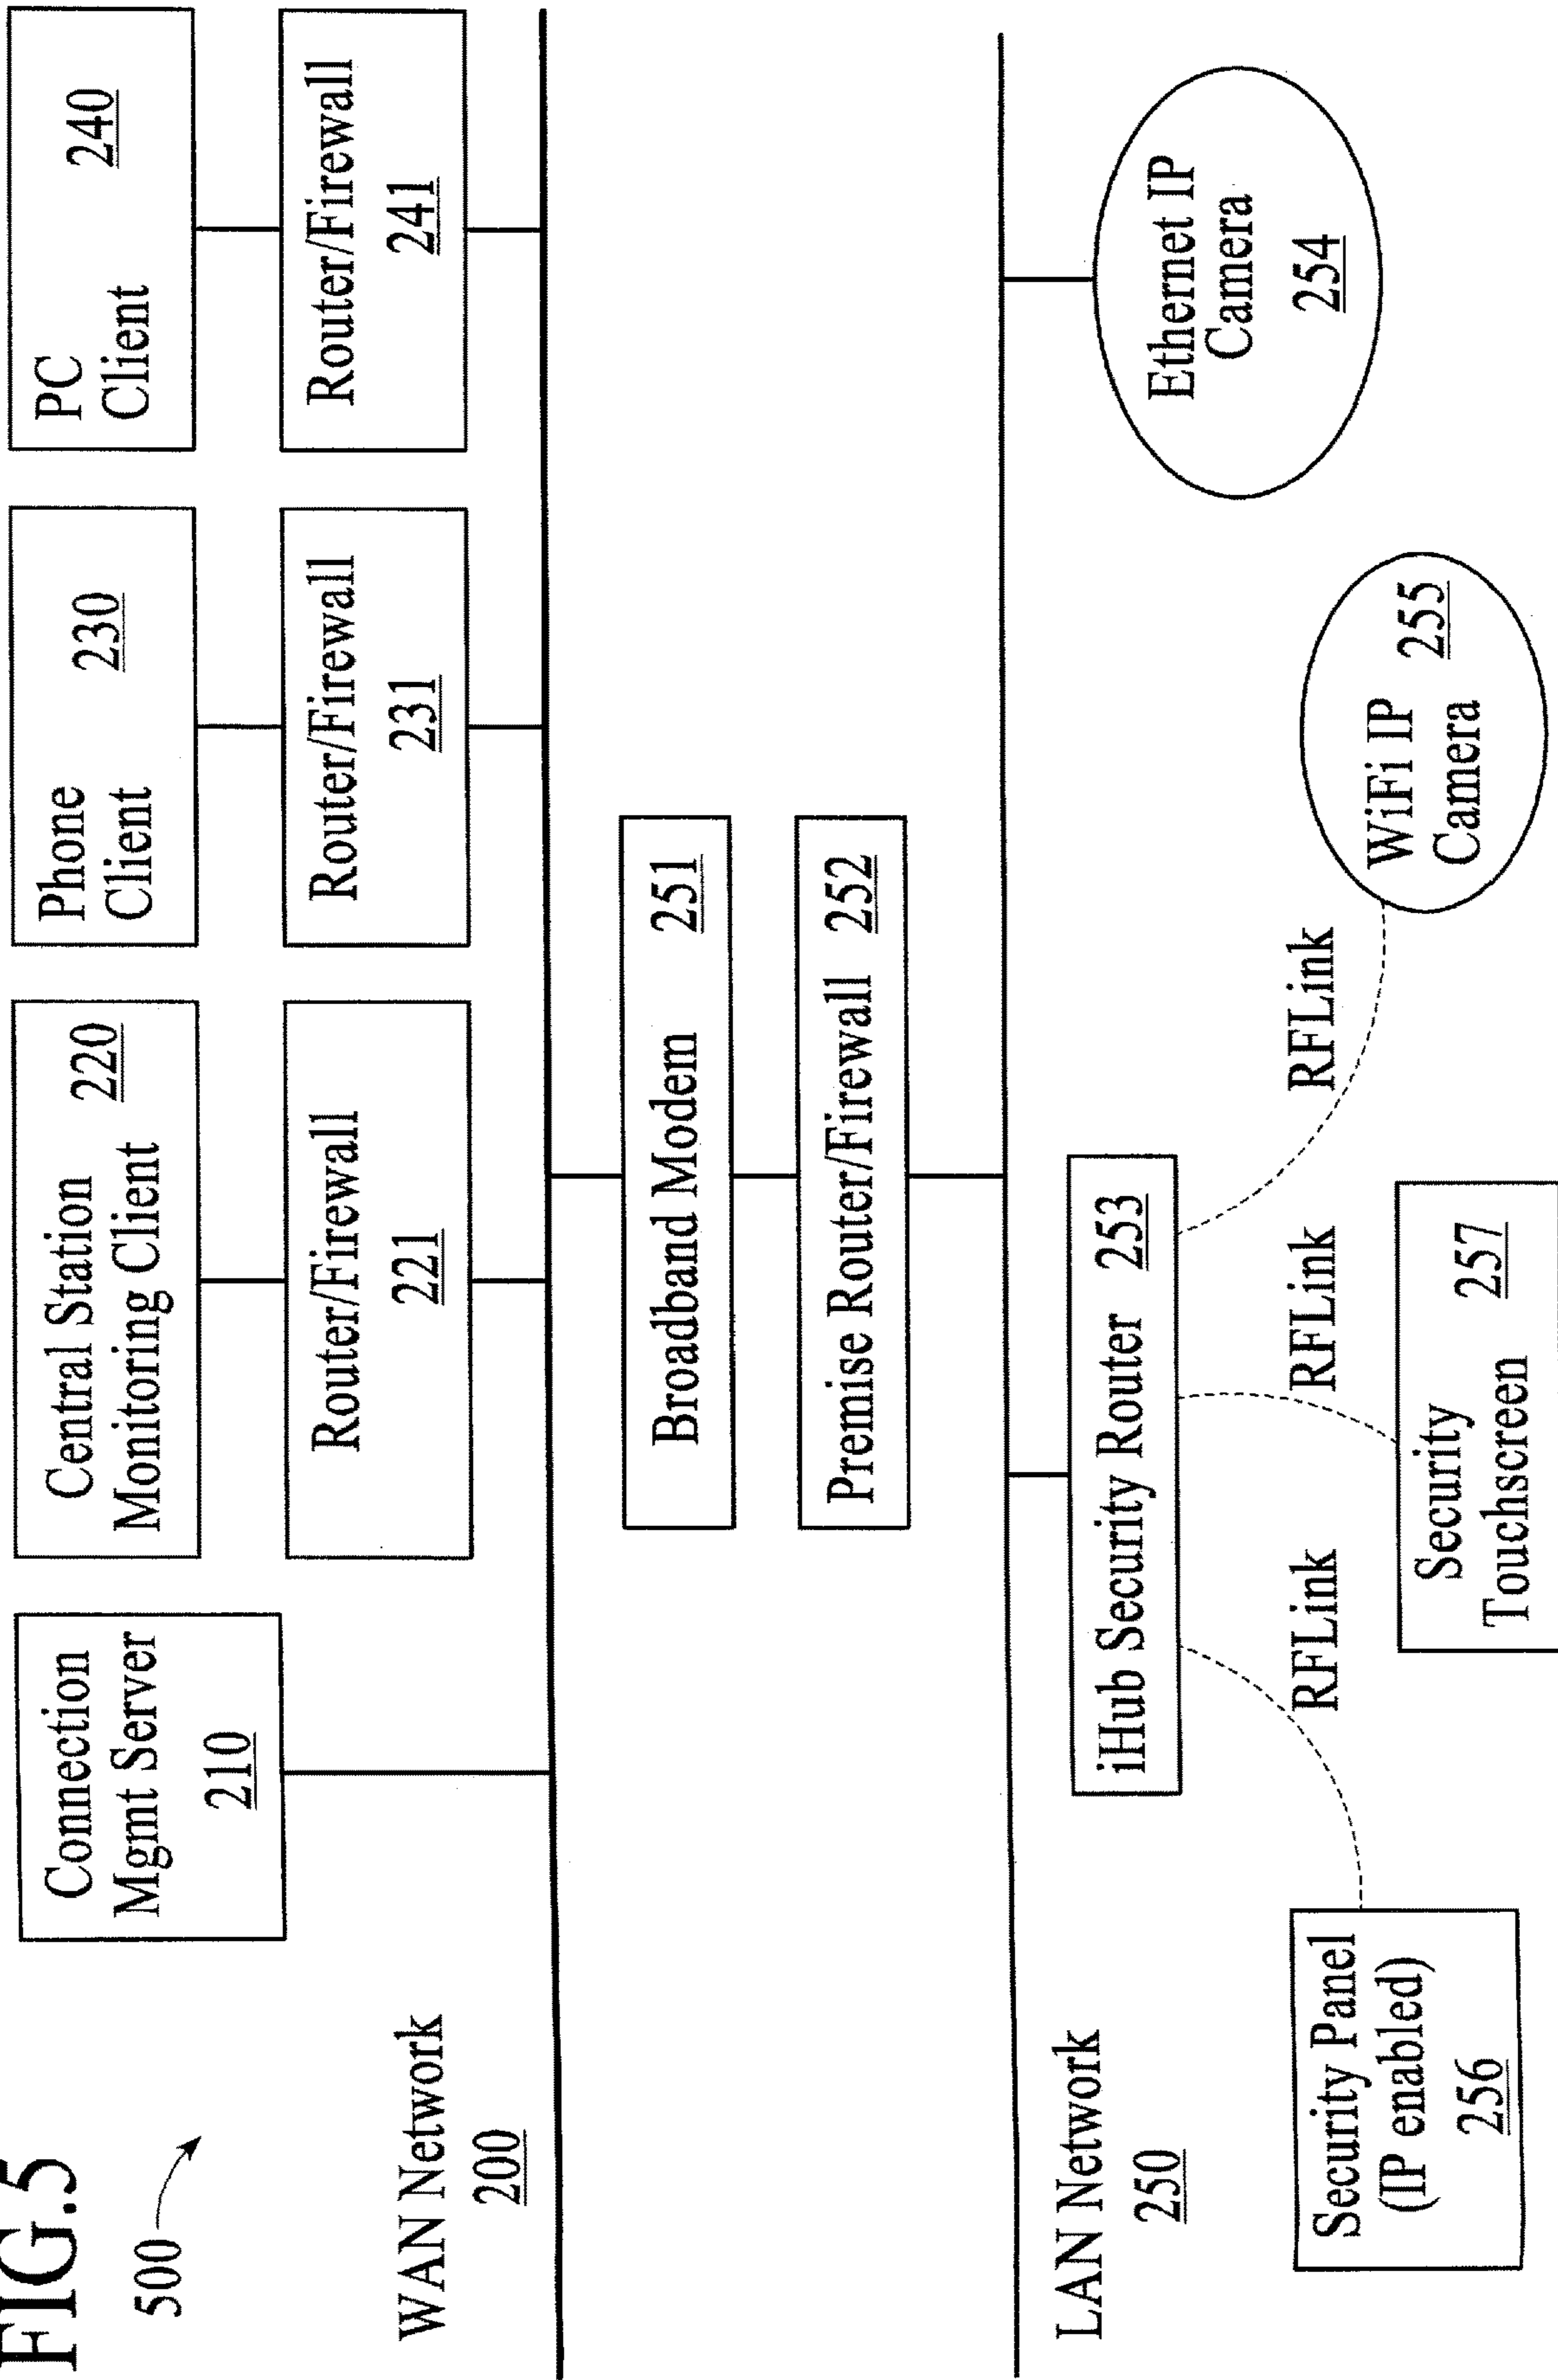 FIG.5
500
Connection
Mgmt Server
210
Central Station
Monitoring Client 220
Phone
Client 230
PC
Client 240
Router/Firewall
221
Router/Firewall
231
Router/Firewall
241
WAN Network
200
Broadband Modem 251
Premise Router/Firewall 252
LAN Network
250
iHub Security Router 253
Ethernet IP
Camera
254
RFLink
RFLink
RFLink
Security Panel
(IP enabled)
256
Security
Touchscreen 257
WiFi IP
Camera 255